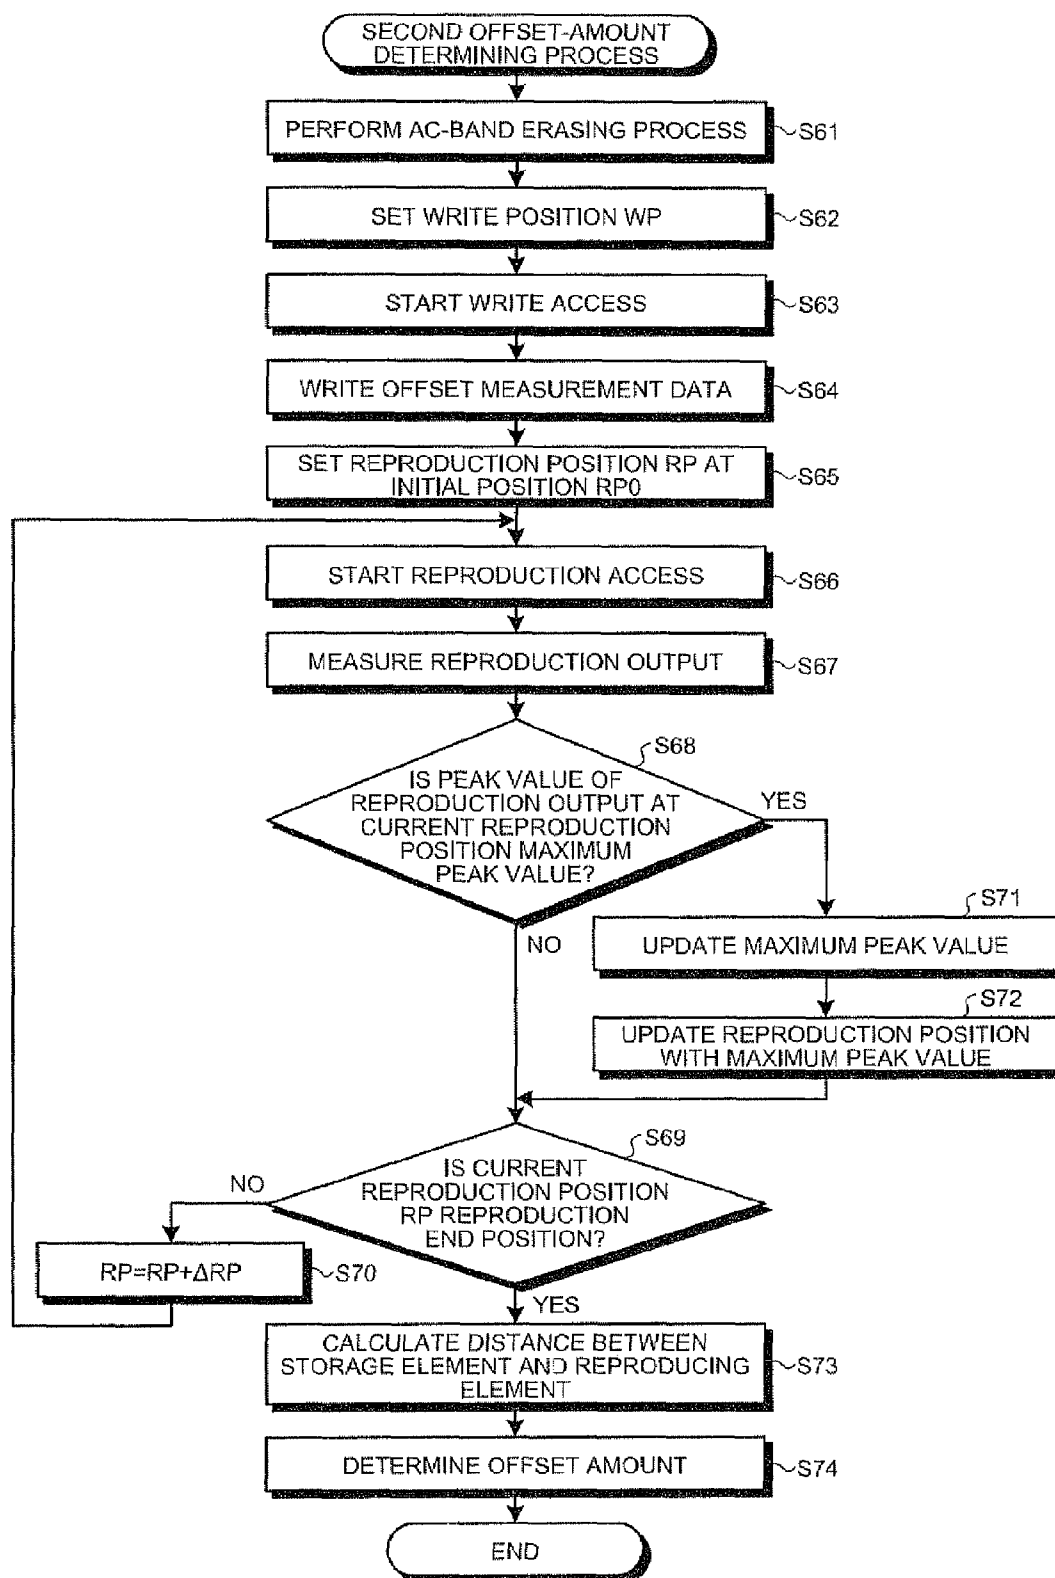 SECOND OFFSET-AMOUNT
DETERMINING PROCESS
PERFORM AC-BAND ERASING PROCESS
S61
SET WRITE POSITION WP
S62
START WRITE ACCESS
S63
WRITE OFFSET MEASUREMENT DATA
S64
SET REPRODUCTION POSITION RP AT
INITIAL POSITION RP0
S65
START REPRODUCTION ACCESS
S66
MEASURE REPRODUCTION OUTPUT
S67
S68
IS PEAK VALUE OF
REPRODUCTION OUTPUT AT
CURRENT REPRODUCTION
POSITION MAXIMUM
PEAK VALUE?
YES
NO
S71
UPDATE MAXIMUM PEAK VALUE
S72
UPDATE REPRODUCTION POSITION
WITH MAXIMUM PEAK VALUE
S69
IS CURRENT
REPRODUCTION POSITION
RP REPRODUCTION
END POSITION?
NO
RP=RP+ΔRP
S70
YES
CALCULATE DISTANCE BETWEEN
STORAGE ELEMENT AND REPRODUCING
ELEMENT
S73
DETERMINE OFFSET AMOUNT
S74
END